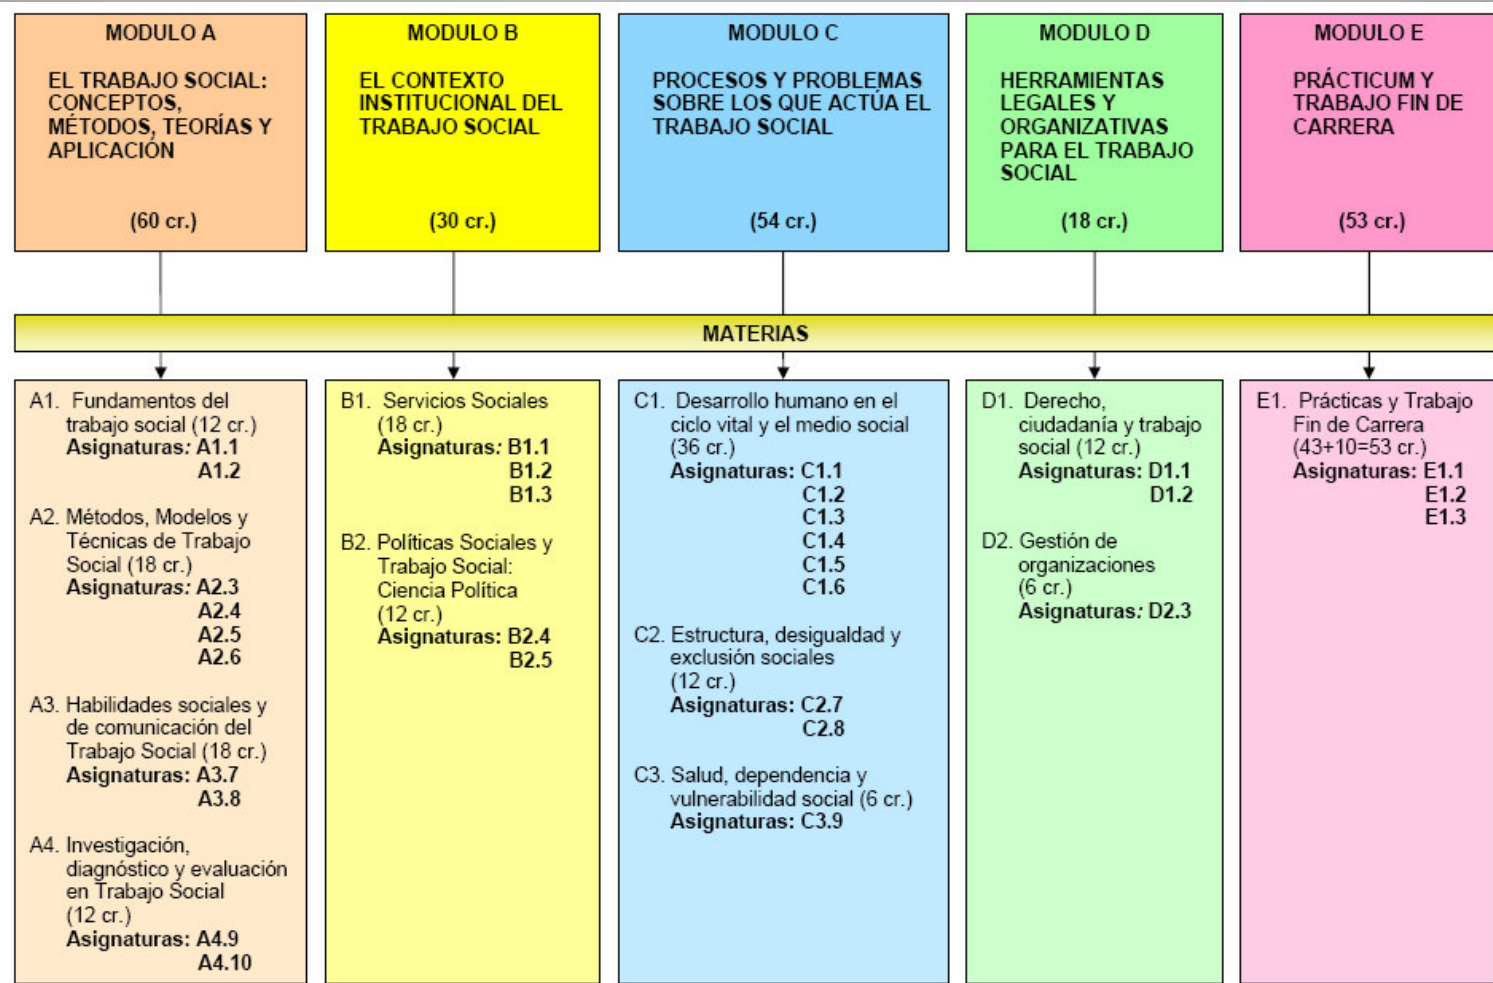 MODULO A
EL TRABAJO SOCIAL:
CONCEPTOS,
MÉTODOS, TEORÍAS Y
APLICACIÓN
(60 cr.)
MODULO B
EL CONTEXTO
INSTITUCIONAL DEL
TRABAJO SOCIAL
(30 cr.)
MODULO C
PROCESOS Y PROBLEMAS
SOBRE LOS QUE ACTÚA EL
TRABAJO SOCIAL
(54 cr.)
MODULO D
HERRAMIENTAS
LEGALES Y
ORGANIZATIVAS
PARA EL TRABAJO
SOCIAL
(18 cr.)
MODULO E
PRÁCTICUM Y
TRABAJO FIN DE
CARRERA
(53 cr.)
MATERIAS
A1. Fundamentos del
trabajo social (12 cr.)
Asignaturas: A1.1
A1.2
A2. Métodos, Modelos y
Técnicas de Trabajo
Social (18 cr.)
Asignaturas: A2.3
A2.4
A2.5
A2.6
A3. Habilidades sociales y
de comunicación del
Trabajo Social (18 cr.)
Asignaturas: A3.7
A3.8
A4. Investigación,
diagnóstico y evaluación
en Trabajo Social
(12 cr.)
Asignaturas: A4.9
A4.10
B1. Servicios Sociales
(18 cr.)
Asignaturas: B1.1
B1.2
B1.3
B2. Políticas Sociales y
Trabajo Social:
Ciencia Política
(12 cr.)
Asignaturas: B2.4
B2.5
C1. Desarrollo humano en el
ciclo vital y el medio social
(36 cr.)
Asignaturas: C1.1
C1.2
C1.3
C1.4
C1.5
C1.6
C2. Estructura, desigualdad y
exclusión sociales
(12 cr.)
Asignaturas: C2.7
C2.8
C3. Salud, dependencia y
vulnerabilidad social (6 cr.)
Asignaturas: C3.9
D1. Derecho,
ciudadanía y trabajo
social (12 cr.)
Asignaturas: D1.1
D1.2
D2. Gestión de
organizaciones
(6 cr.)
Asignaturas: D2.3
E1. Prácticas y Trabajo
Fin de Carrera
(43+10=53 cr.)
Asignaturas: E1.1
E1.2
E1.3